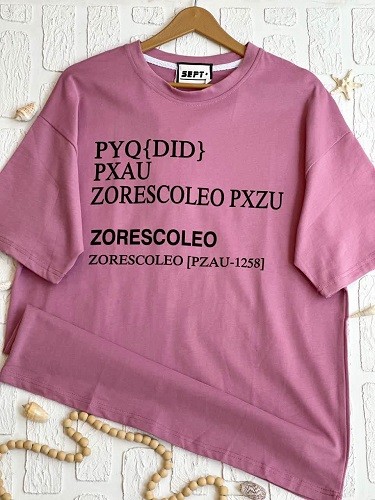 SEPT+
PYQ{DID}
PXAU
ZORESCOLEO PXZU
ZORESCOLEO
ZORESCOLEO [PZAU-1258]